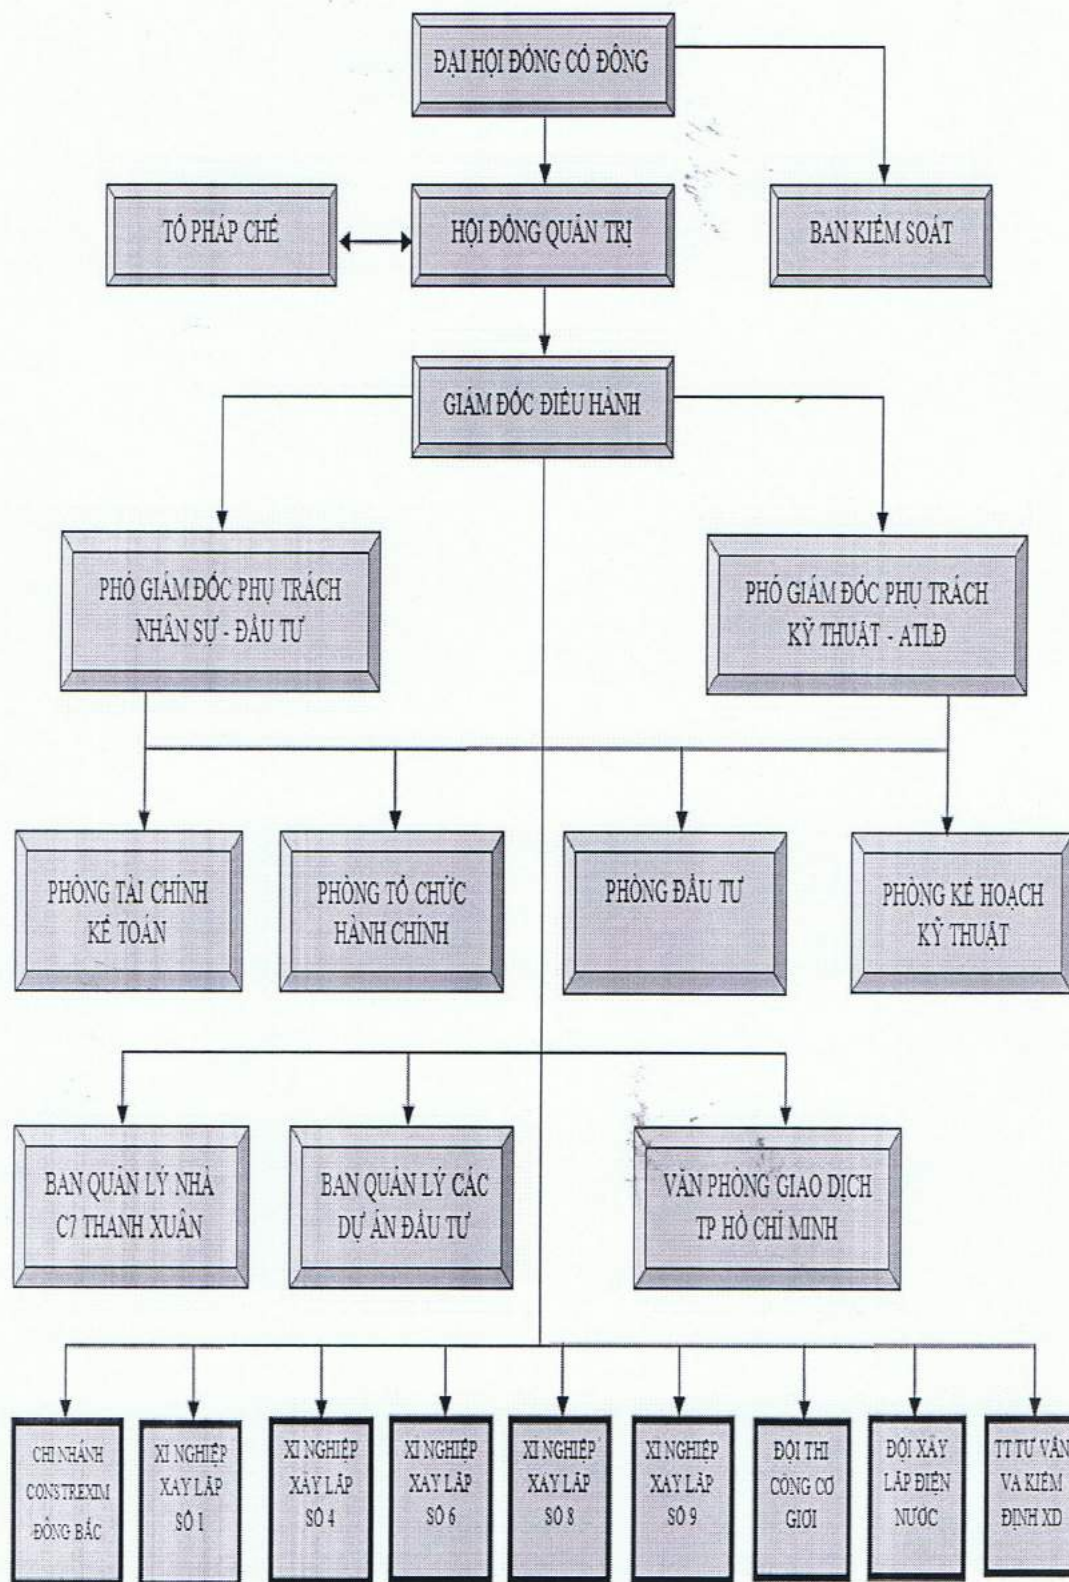 ĐẠI HỘI ĐỒNG CỔ ĐÔNG
TỔ PHÁP CHẾ
HỘI ĐỒNG QUẢN TRỊ
BAN KIỂM SOÁT
GIÁM ĐỐC ĐIỀU HÀNH
PHÓ GIÁM ĐỐC PHỤ TRÁCH
NHÂN SỰ - ĐẦU TƯ
PHÓ GIÁM ĐỐC PHỤ TRÁCH
KỸ THUẬT - ATLĐ
PHÒNG TÀI CHÍNH
KẾ TOÁN
PHÒNG TỔ CHỨC
HÀNH CHÍNH
PHÒNG ĐẦU TƯ
PHÒNG KẾ HOẠCH
KỸ THUẬT
BAN QUẢN LÝ NHÀ
C7 THANH XUÂN
BAN QUẢN LÝ CÁC
DỰ ÁN ĐẦU TƯ
VĂN PHÒNG GIAO DỊCH
TP HỒ CHÍ MINH
CHI NHÁNH
CONSTREXIM
ĐÔNG BẮC
XÍ NGHIỆP
XÂY LẮP
SỐ 1
XÍ NGHIỆP
XÂY LẮP
SỐ 4
XÍ NGHIỆP
XÂY LẮP
SỐ 6
XÍ NGHIỆP
XÂY LẮP
SỐ 8
XÍ NGHIỆP
XÂY LẮP
SỐ 9
ĐỘI THI
CÔNG CƠ
GIỚI
ĐỘI XÂY
LẮP ĐIỆN
NƯỚC
TT TƯ VẤN
VÀ KIỂM
ĐỊNH XD